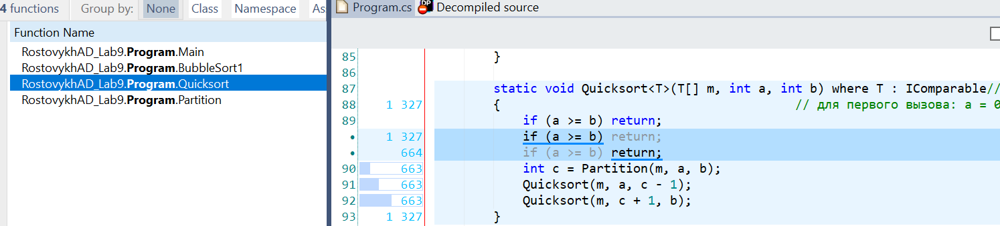 4 functions Group by: None Class Namespace As
Function Name
RostovykhAD_Lab9.Program.Main
RostovykhAD_Lab9.Program.BubbleSort1
RostovykhAD_Lab9.Program.Quicksort
RostovykhAD_Lab9.Program.Partition
Program.cs DP Decompiled source
85 }
86
87 static void Quicksort<T>(T[] m, int a, int b) where T : IComparable//
88 1 327 { // для первого вызова: a = 0
89 if (a >= b) return;
• 1 327 if (a >= b) return;
• 664 if (a >= b) return;
90 663 int c = Partition(m, a, b);
91 663 Quicksort(m, a, c - 1);
92 663 Quicksort(m, c + 1, b);
93 1 327 }